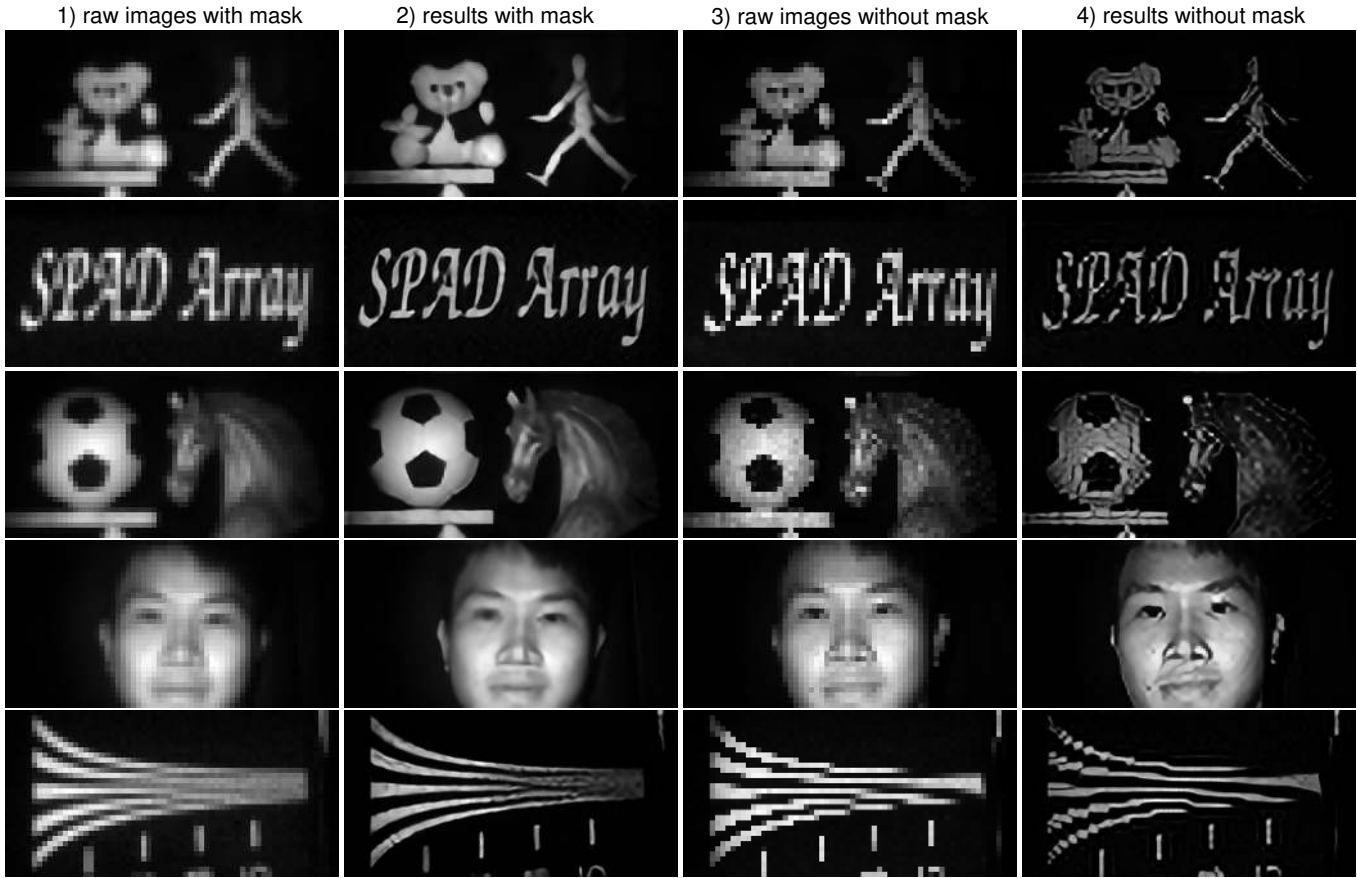 1) raw images with mask
2) results with mask
3) raw images without mask
4) results without mask
SPAD Array
SPAD Array
SPAD Array
SPAD Array